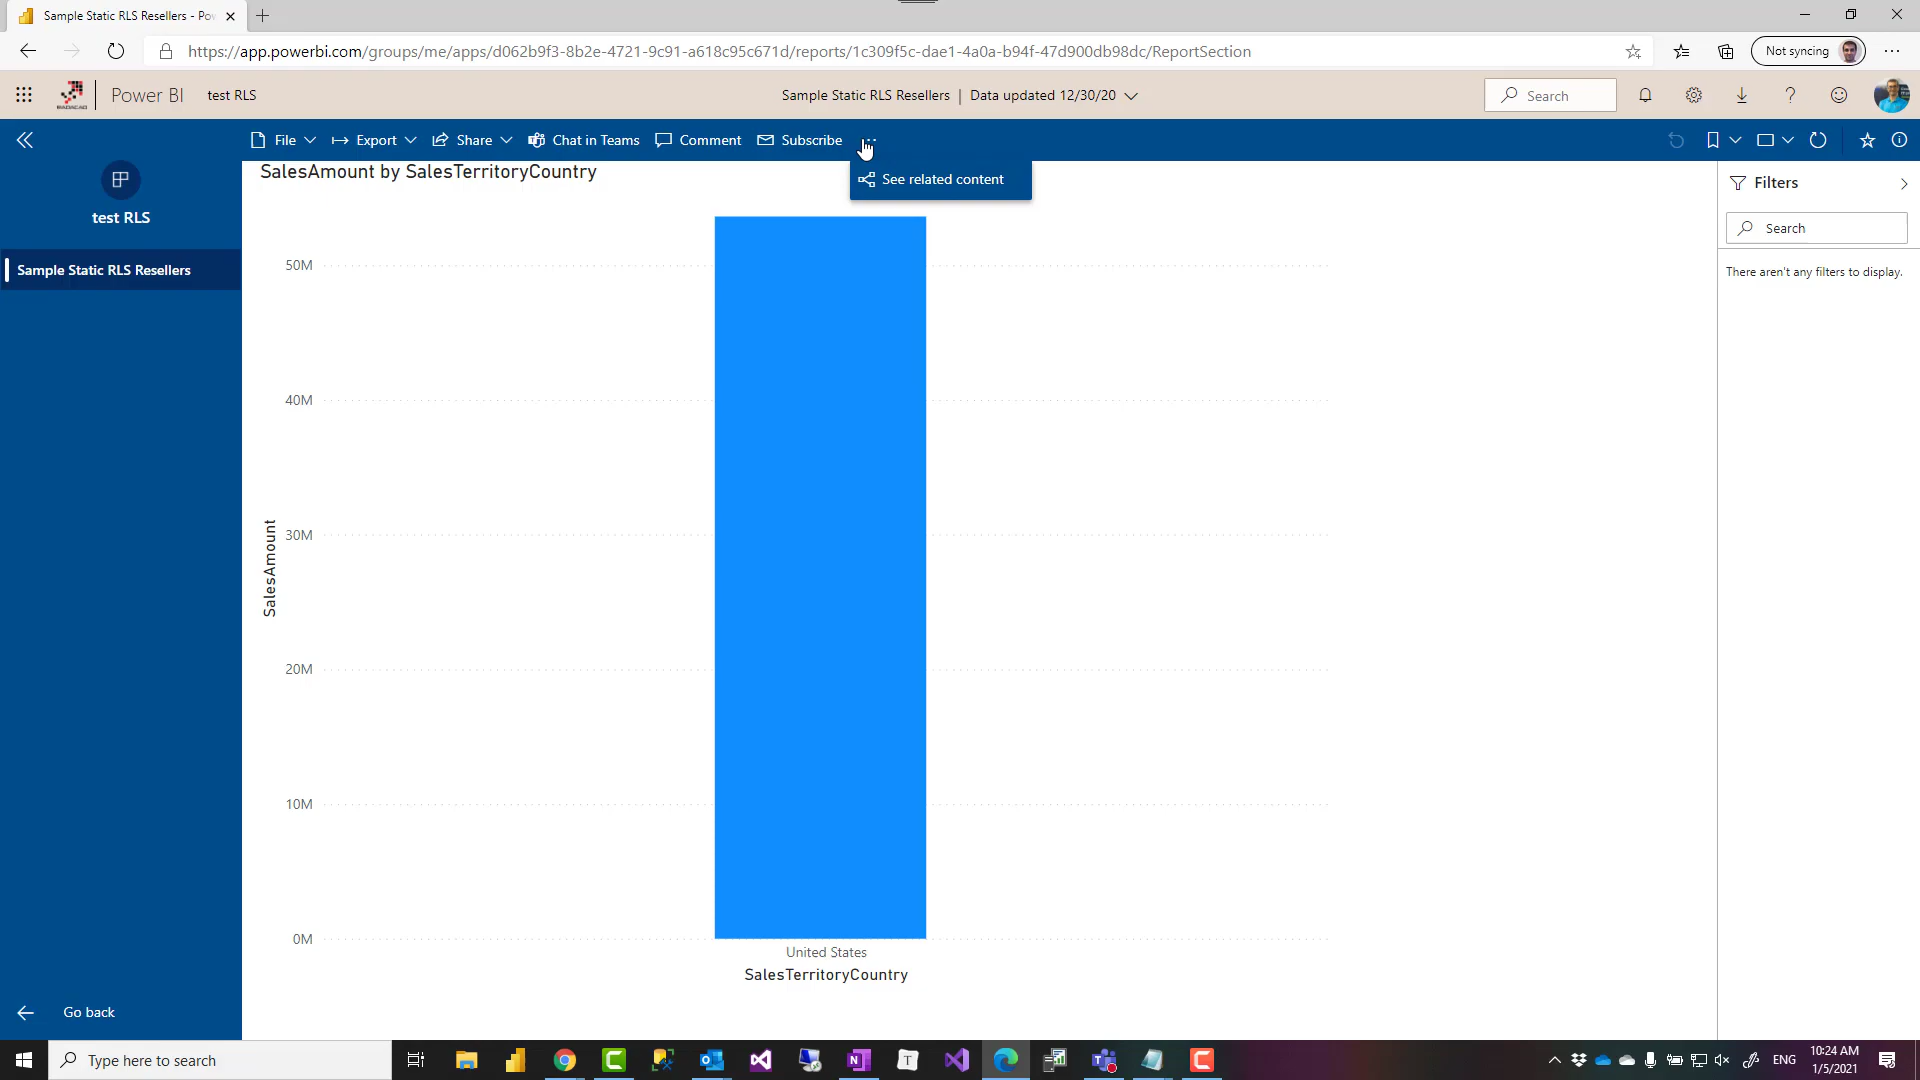 Sample Static RLS Resellers - Pow
Not syncing
https://app.powerbi.com/groups/me/apps/d062b9f3-8b2e-4721-9c91-a618c95c671d/reports/1c309f5c-dae1-4a0a-b94f-47d900db98dc/ReportSection
Power BI
test RLS
Sample Static RLS Resellers | Data updated 12/30/20
Search
File
Export
Share
Chat in Teams
Comment
Subscribe
See related content
test RLS
Sample Static RLS Resellers
Go back
SalesAmount by SalesTerritoryCountry
50M
40M
30M
20M
10M
0M
SalesAmount
United States
SalesTerritoryCountry
Filters
Search
There aren't any filters to display.
Type here to search
ENG
10:24 AM
1/5/2021